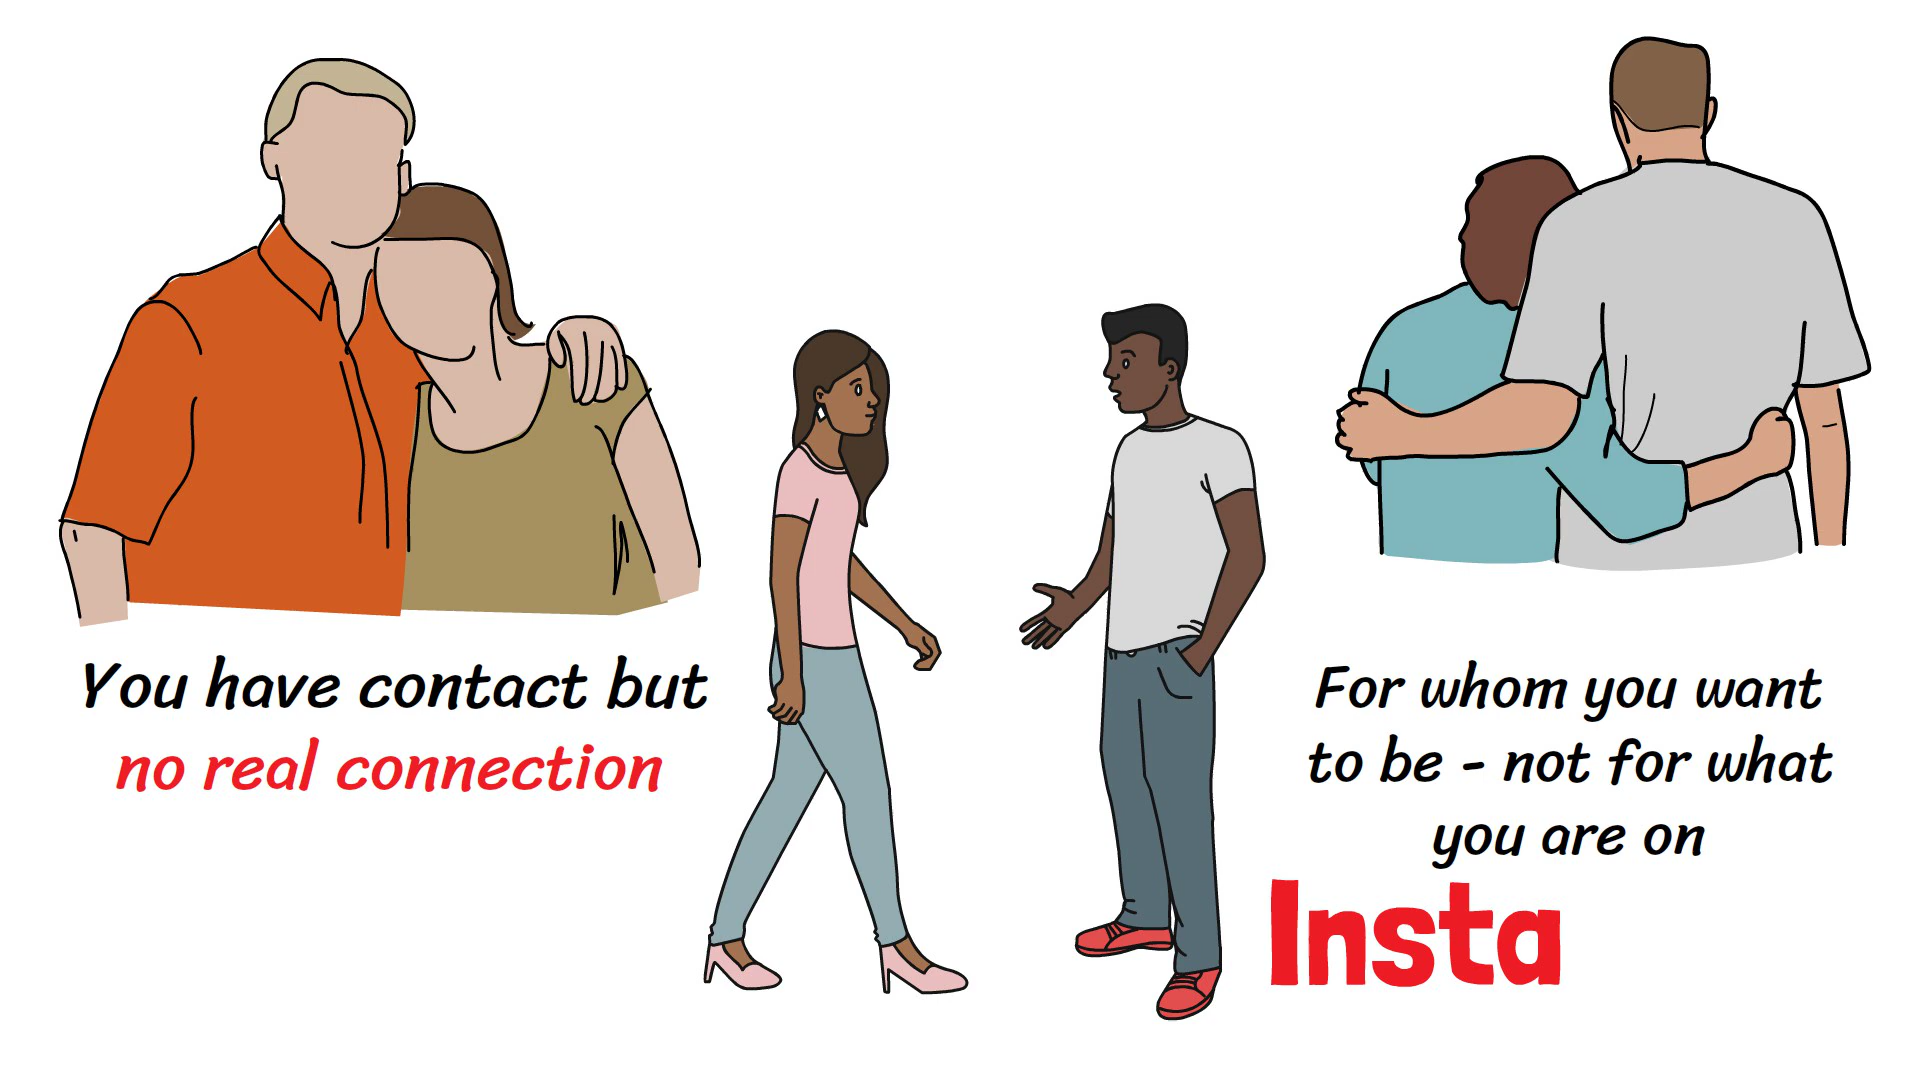 You have contact but
no real connection
For whom you want
to be - not for what
you are on
Insta